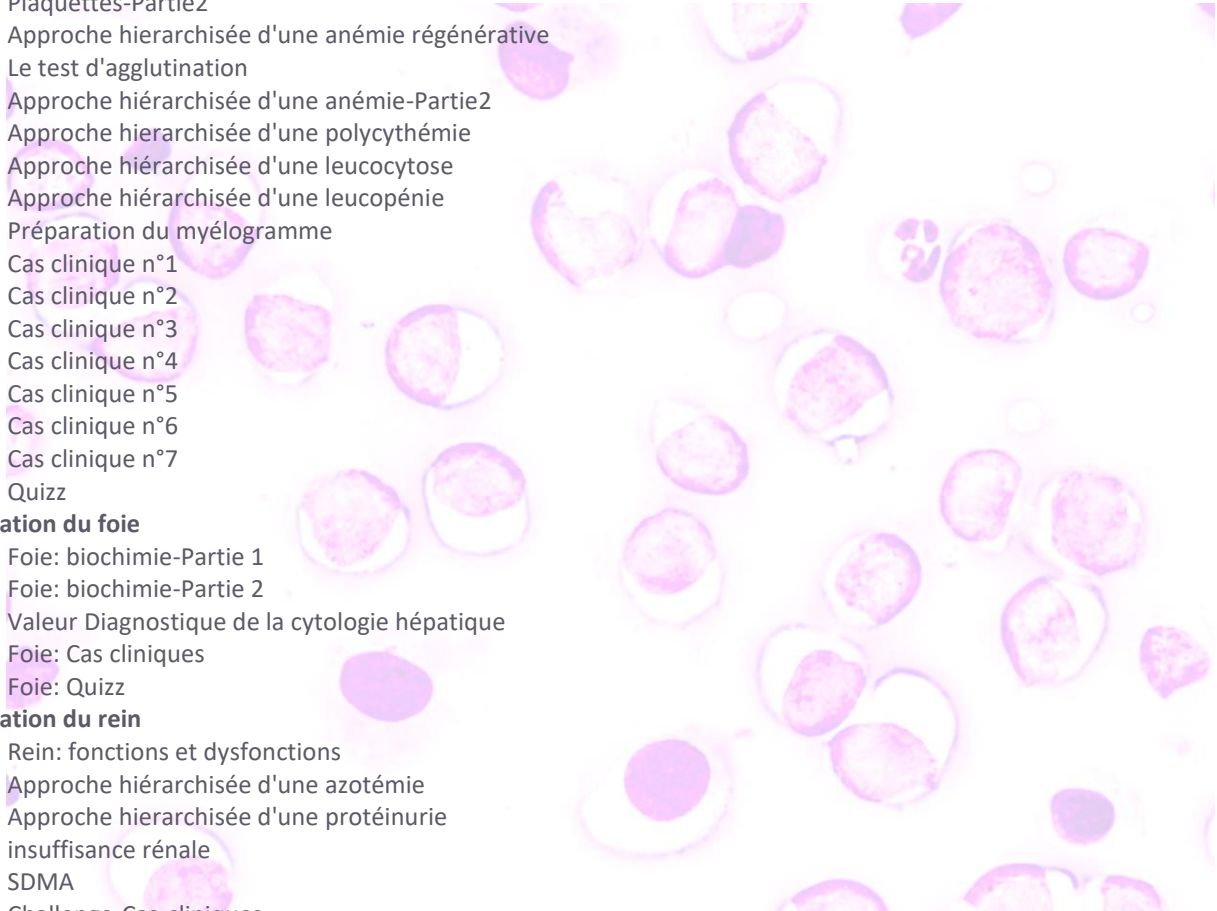 Plaquettes-Partie2
Approche hierarchisée d'une anémie régénérative
Le test d'agglutination
Approche hiérarchisée d'une anémie-Partie2
Approche hierarchisée d'une polycythémie
Approche hiérarchisée d'une leucocytose
Approche hiérarchisée d'une leucopénie
Préparation du myélogramme
Cas clinique n°1
Cas clinique n°2
Cas clinique n°3
Cas clinique n°4
Cas clinique n°5
Cas clinique n°6
Cas clinique n°7
Quizz
ation du foie
Foie: biochimie-Partie 1
Foie: biochimie-Partie 2
Valeur Diagnostique de la cytologie hépatique
Foie: Cas cliniques
Foie: Quizz
ation du rein
Rein: fonctions et dysfonctions
Approche hiérarchisée d'une azotémie
Approche hierarchisée d'une protéinurie
insuffisance rénale
SDMA
Challenge-Cas cliniques